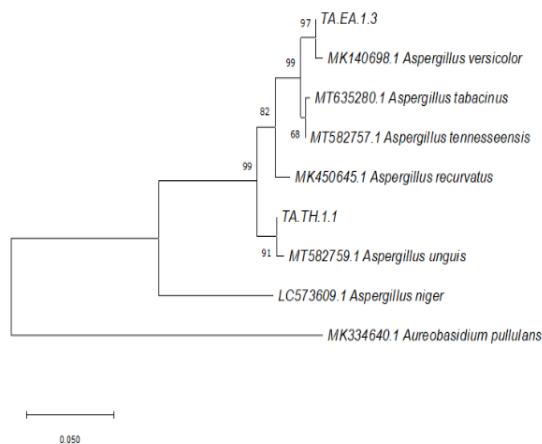 TA.EA.1.3
97
MK140698.1 Aspergillus versicolor
99
MT635280.1 Aspergillus tabacinus
82
68
MT582757.1 Aspergillus tennesseensis
99
MK450645.1 Aspergillus recurvatus
TA.TH.1.1
91
MT582759.1 Aspergillus unguis
LC573609.1 Aspergillus niger
MK334640.1 Aureobasidium pullulans
0.050